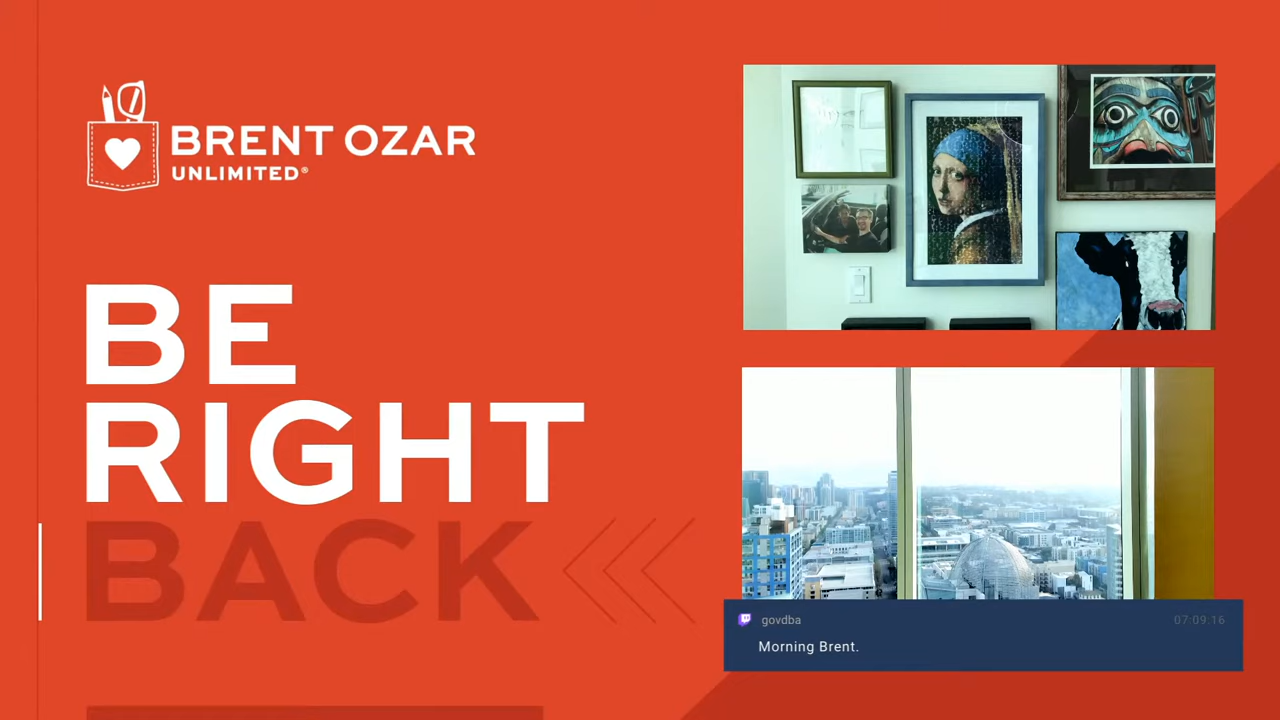 BRENT OZAR
UNLIMITED®
BE
RIGHT
BACK
govdba
07:09:16
Morning Brent.